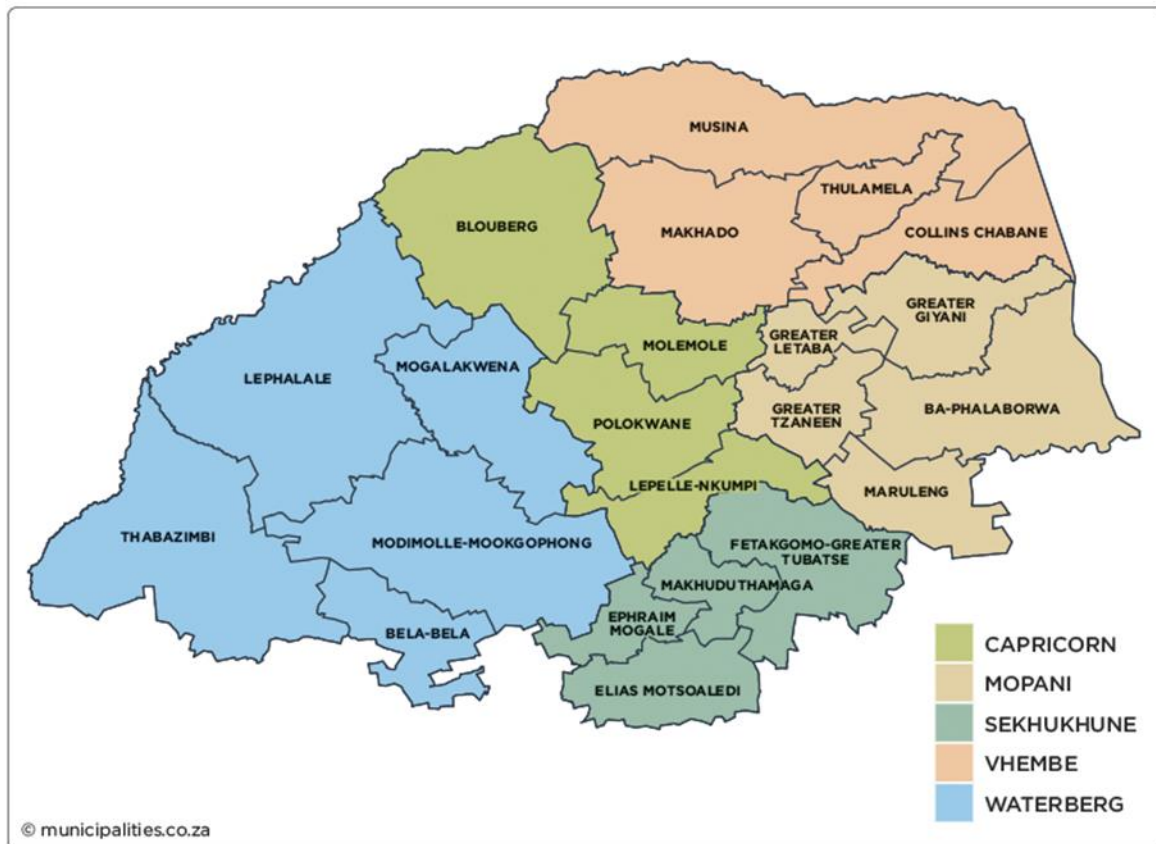 MUSINA
THULAMELA
BLOUBERG
MAKHADO
COLLINS CHABANE
GREATER
GIYANI
MOLEMOLE
GREATER
LETABA
MOGALAKWENA
LEPHALALE
GREATER
TZANEEN
BA-PHALABORWA
POLOKWANE
LEPELLE-NKUMPI
MARULENG
THABAZIMBI
MODIMOLLE-MOOKGOPHONG
FETAKGOMO-GREATER
TUBATSE
MAKHUDUTHAMAGA
EPHRAIM
MOGALE
BELA-BELA
ELIAS MOTSOALEDI
CAPRICORN
MOPANI
SEKHUKHUNE
VHEMBE
WATERBERG
© municipalities.co.za